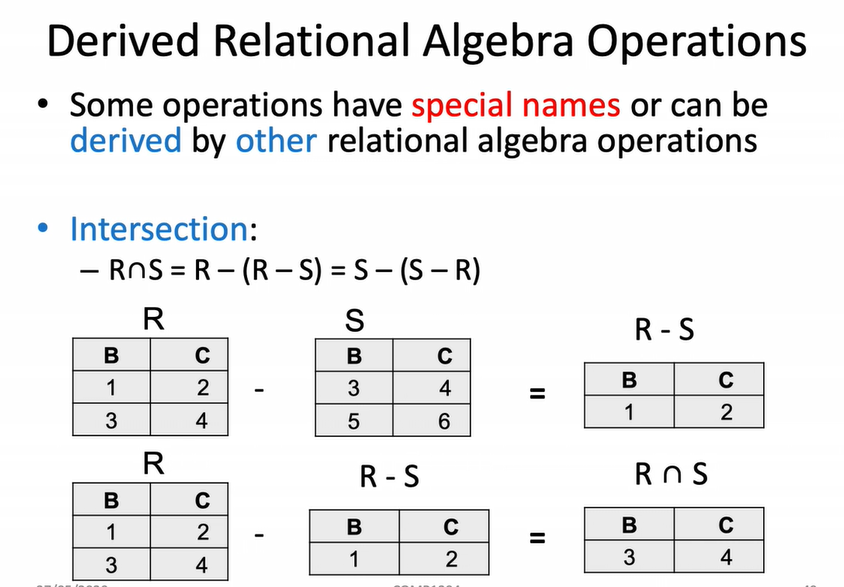 Derived Relational Algebra Operations
• Some operations have special names or can be
derived by other relational algebra operations
• Intersection:
– R∩S = R – (R – S) = S – (S – R)
R S R - S
B C B C B C
1 2 - 3 4 = 1 2
3 4 5 6
R R - S R ∩ S
B C B C B C
1 2 - 1 2 = 3 4
3 4